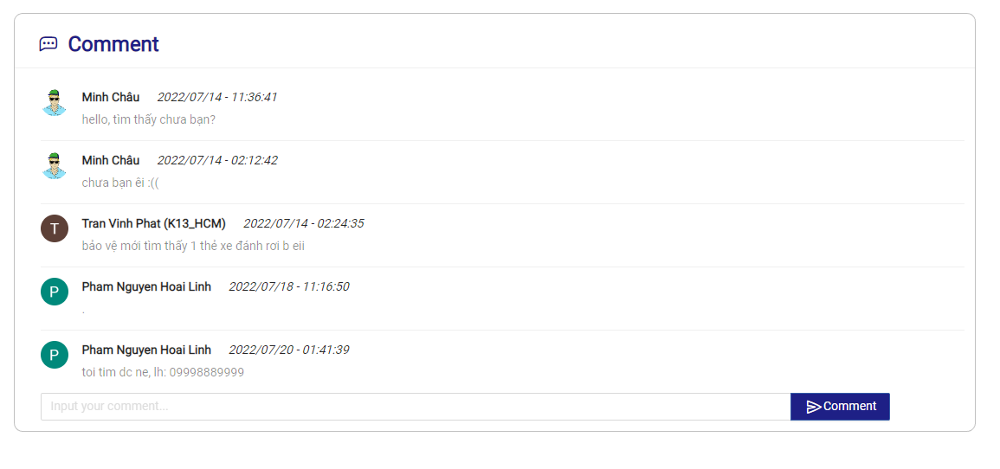 Comment
Minh Châu 2022/07/14 - 11:36:41
hello, tìm thấy chưa bạn?
Minh Châu 2022/07/14 - 02:12:42
chưa bạn êi :((
T Tran Vinh Phat (K13_HCM) 2022/07/14 - 02:24:35
bảo vệ mới tìm thấy 1 thẻ xe đánh rơi b eii
P Pham Nguyen Hoai Linh 2022/07/18 - 11:16:50
.
P Pham Nguyen Hoai Linh 2022/07/20 - 01:41:39
toi tim dc ne, lh: 09998889999
Input your comment... Comment